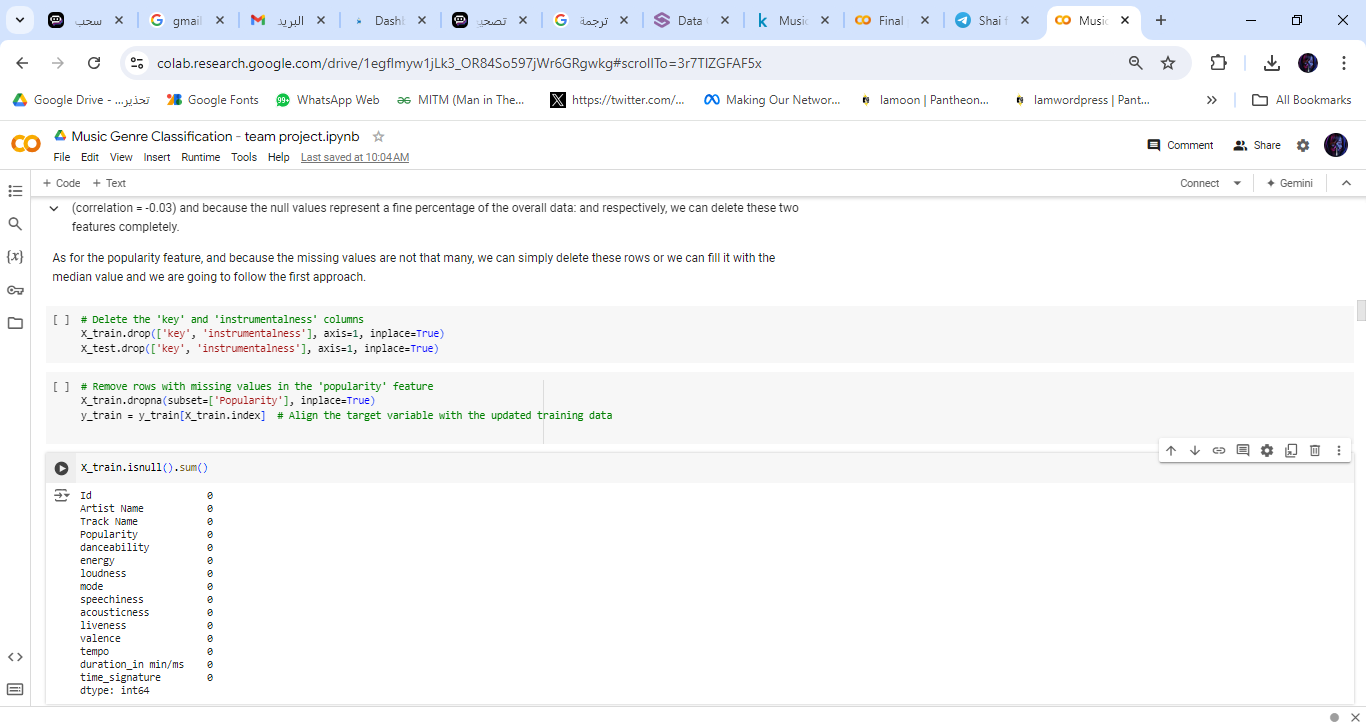 سحب
gmail
البريد
Dashb
تصحيـ
ترجمة
Data
Music
Final
Shai f
Music
colab.research.google.com/drive/1egflmyw1jLk3_OR84So597jWr6GRgwkg#scrollTo=3r7TlZGFAF5x
Google Drive - ...تحذير
Google Fonts
WhatsApp Web
MITM (Man in The...
https://twitter.com/...
Making Our Networ...
lamoon | Pantheon...
lamwordpress | Pant...
All Bookmarks
Music Genre Classification - team project.ipynb
File Edit View Insert Runtime Tools Help Last saved at 10:04 AM
Comment
Share
+ Code + Text
Connect
Gemini
(correlation = -0.03) and because the null values represent a fine percentage of the overall data: and respectively, we can delete these two
features completely.
As for the popularity feature, and because the missing values are not that many, we can simply delete these rows or we can fill it with the
median value and we are going to follow the first approach.
[ ] # Delete the 'key' and 'instrumentalness' columns
X_train.drop(['key', 'instrumentalness'], axis=1, inplace=True)
X_test.drop(['key', 'instrumentalness'], axis=1, inplace=True)
[ ] # Remove rows with missing values in the 'popularity' feature
X_train.dropna(subset=['Popularity'], inplace=True)
y_train = y_train[X_train.index]  # Align the target variable with the updated training data
X_train.isnull().sum()
Id 0
Artist Name 0
Track Name 0
Popularity 0
danceability 0
energy 0
loudness 0
mode 0
speechiness 0
acousticness 0
liveness 0
valence 0
tempo 0
duration_in min/ms 0
time_signature 0
dtype: int64